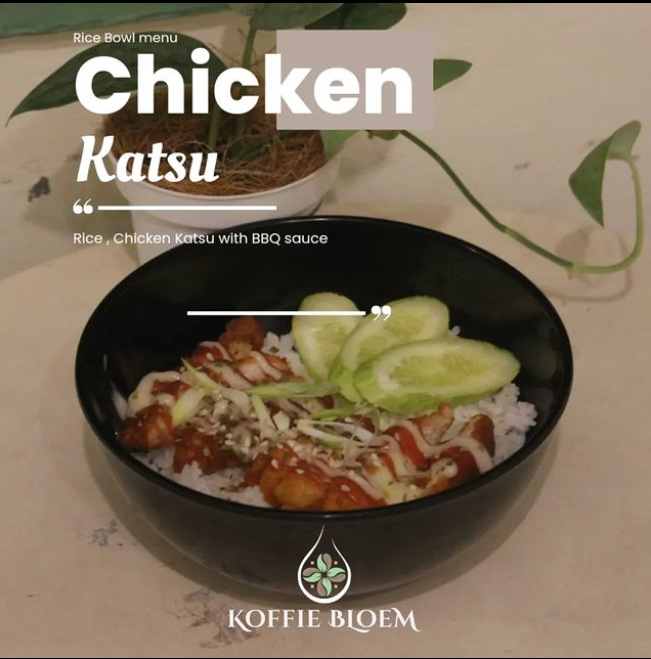 Rice Bowl menu
Chicken
Katsu
“
Rice , Chicken Katsu with BBQ sauce
”
KOFFIE BLOEM